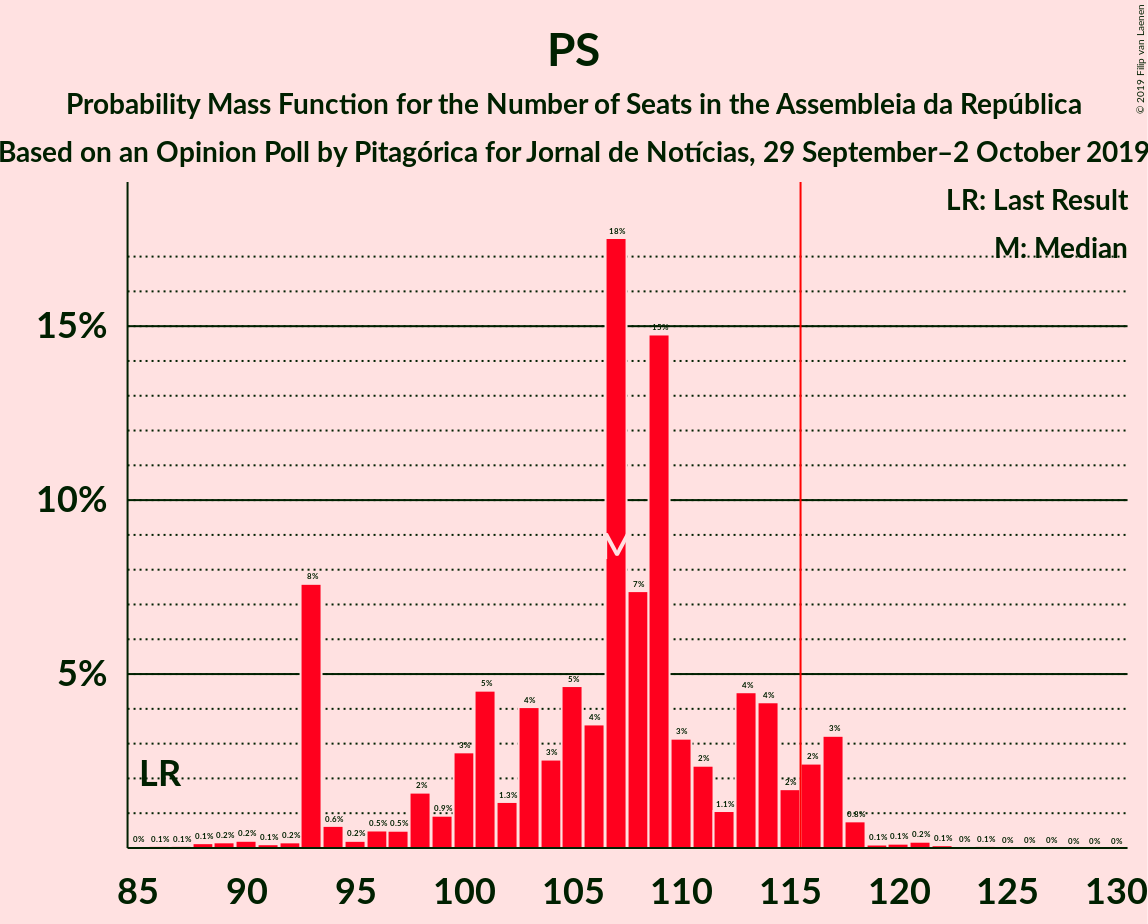 PS
Probability Mass Function for the Number of Seats in the Assembleia da República
Based on an Opinion Poll by Pitagórica for Jornal de Notícias, 29 September–2 October 2019
© 2019 Filip van Laenen
LR: Last Result
M: Median
15%
10%
5%
LR
M
0% 0.1% 0.1% 0.1% 0.2% 0.2% 0.1% 0.2% 8% 0.6% 0.2% 0.5% 0.5% 2% 0.9% 3% 5% 1.3% 4% 3% 5% 4% 18% 7% 15% 3% 2% 1.1% 4% 4% 2% 2% 3% 0.8% 0.1% 0.1% 0.2% 0.1% 0% 0.1% 0% 0% 0% 0% 0% 0%
85 90 95 100 105 110 115 120 125 130